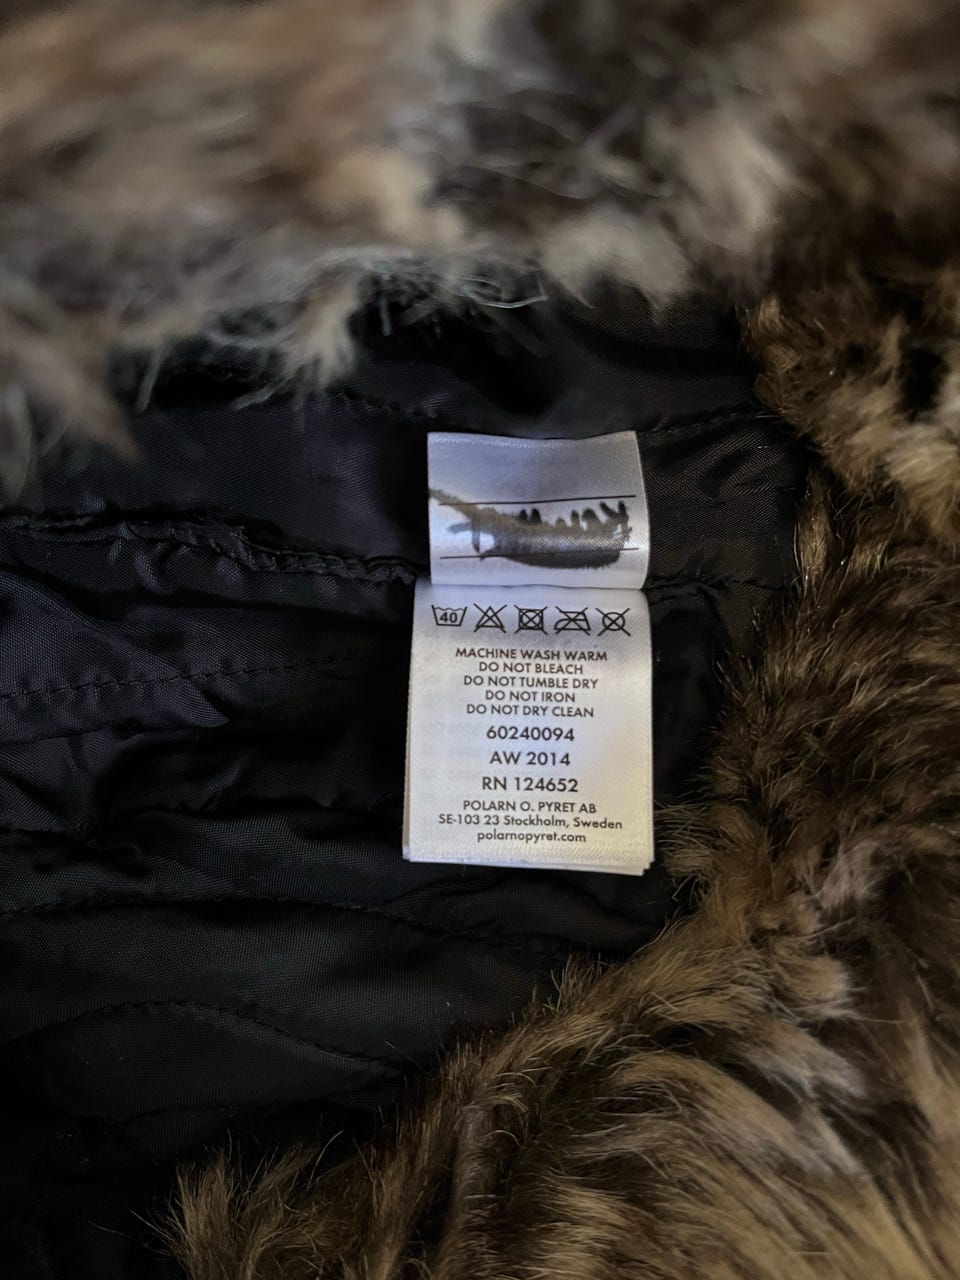 40
MACHINE WASH WARM
DO NOT BLEACH
DO NOT TUMBLE DRY
DO NOT IRON
DO NOT DRY CLEAN
60240094
AW 2014
RN 124652
POLARN O. PYRET AB
SE-103 23 Stockholm, Sweden
polarnopyret.com